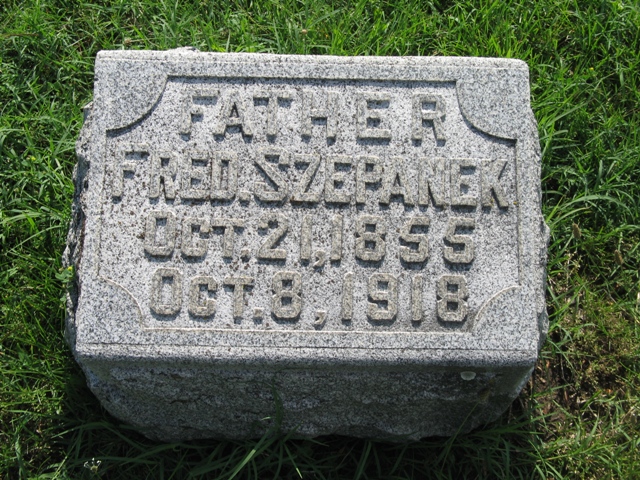 FATHER
FRED. SZEPANEK
OCT. 21, 1855
OCT. 8, 1918